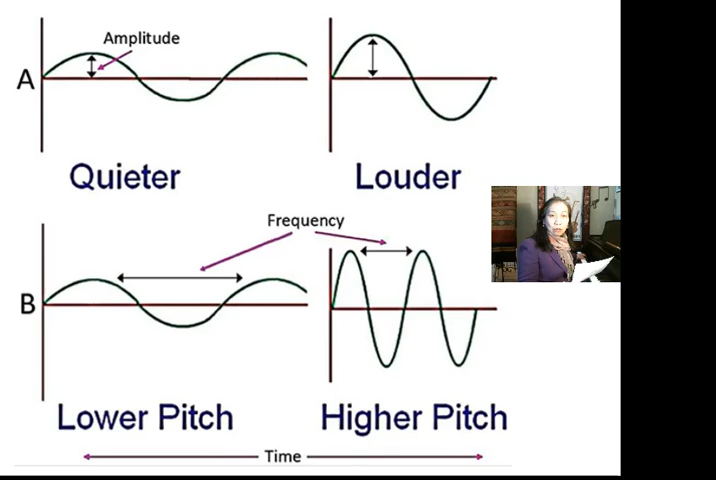 Amplitude
A
Quieter
Louder
Frequency
B
Lower Pitch
Higher Pitch
Time